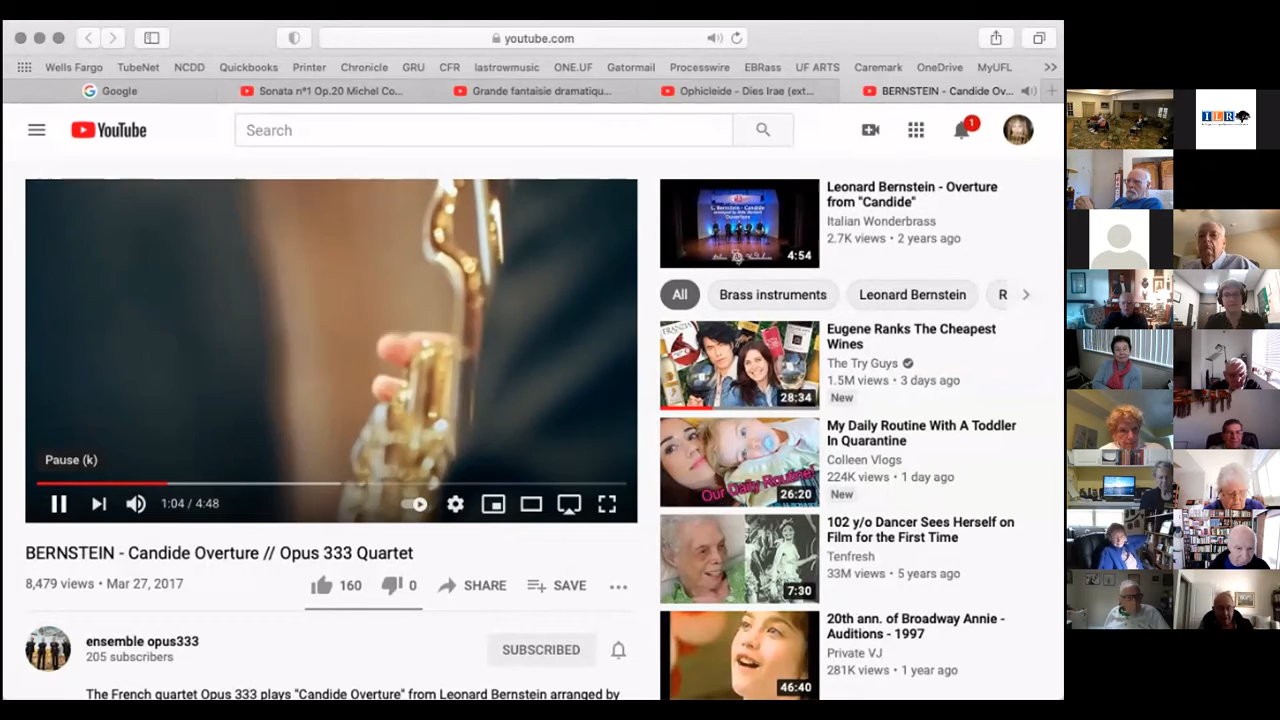 youtube.com
Wells Fargo TubeNet NCDD Quickbooks Printer Chronicle GRU CFR lastrowmusic ONE.UF Gatormail Processwire EBRass UF ARTS Caremark OneDrive MyUFL >>
Google Sonata n°1 Op.20 Michel Co... Grande fantaisie dramatiqu... Ophicleide - Dies Irae (ext... BERNSTEIN - Candide Ov...
YouTube
Search
1
ILR
L. Bernstein - Candide
Ouverture
4:54
Leonard Bernstein - Overture
from "Candide"
Italian Wonderbrass
2.7K views • 2 years ago
All Brass instruments Leonard Bernstein R
28:34
Eugene Ranks The Cheapest
Wines
The Try Guys
1.5M views • 3 days ago
New
Our Daily Routine!
26:20
My Daily Routine With A Toddler
In Quarantine
Colleen Vlogs
224K views • 1 day ago
New
7:30
102 y/o Dancer Sees Herself on
Film for the First Time
Tenfresh
33M views • 5 years ago
46:40
20th ann. of Broadway Annie -
Auditions - 1997
Private VJ
281K views • 1 year ago
Pause (k)
1:04 / 4:48
BERNSTEIN - Candide Overture // Opus 333 Quartet
8,479 views • Mar 27, 2017
160 0 SHARE SAVE ...
ensemble opus333
205 subscribers
SUBSCRIBED
The French quartet Opus 333 plays "Candide Overture" from Leonard Bernstein arranged by